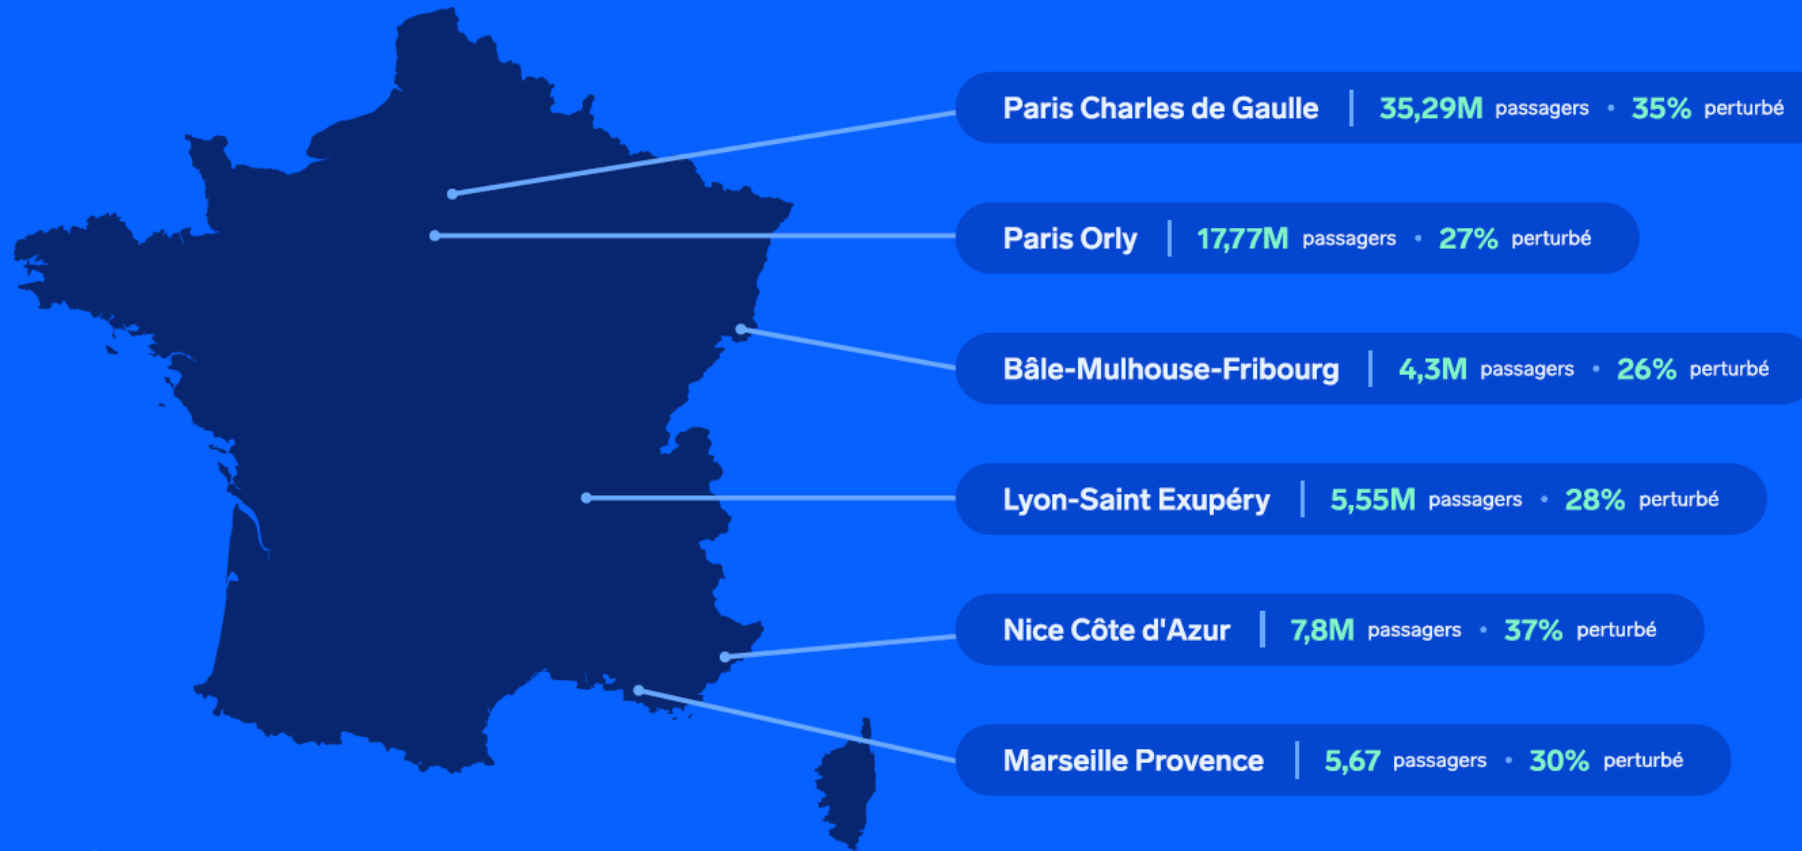 Paris Charles de Gaulle | 35,29M passagers • 35% perturbé
Paris Orly | 17,77M passagers • 27% perturbé
Bâle-Mulhouse-Fribourg | 4,3M passagers • 26% perturbé
Lyon-Saint Exupéry | 5,55M passagers • 28% perturbé
Nice Côte d'Azur | 7,8M passagers • 37% perturbé
Marseille Provence | 5,67 passagers • 30% perturbé